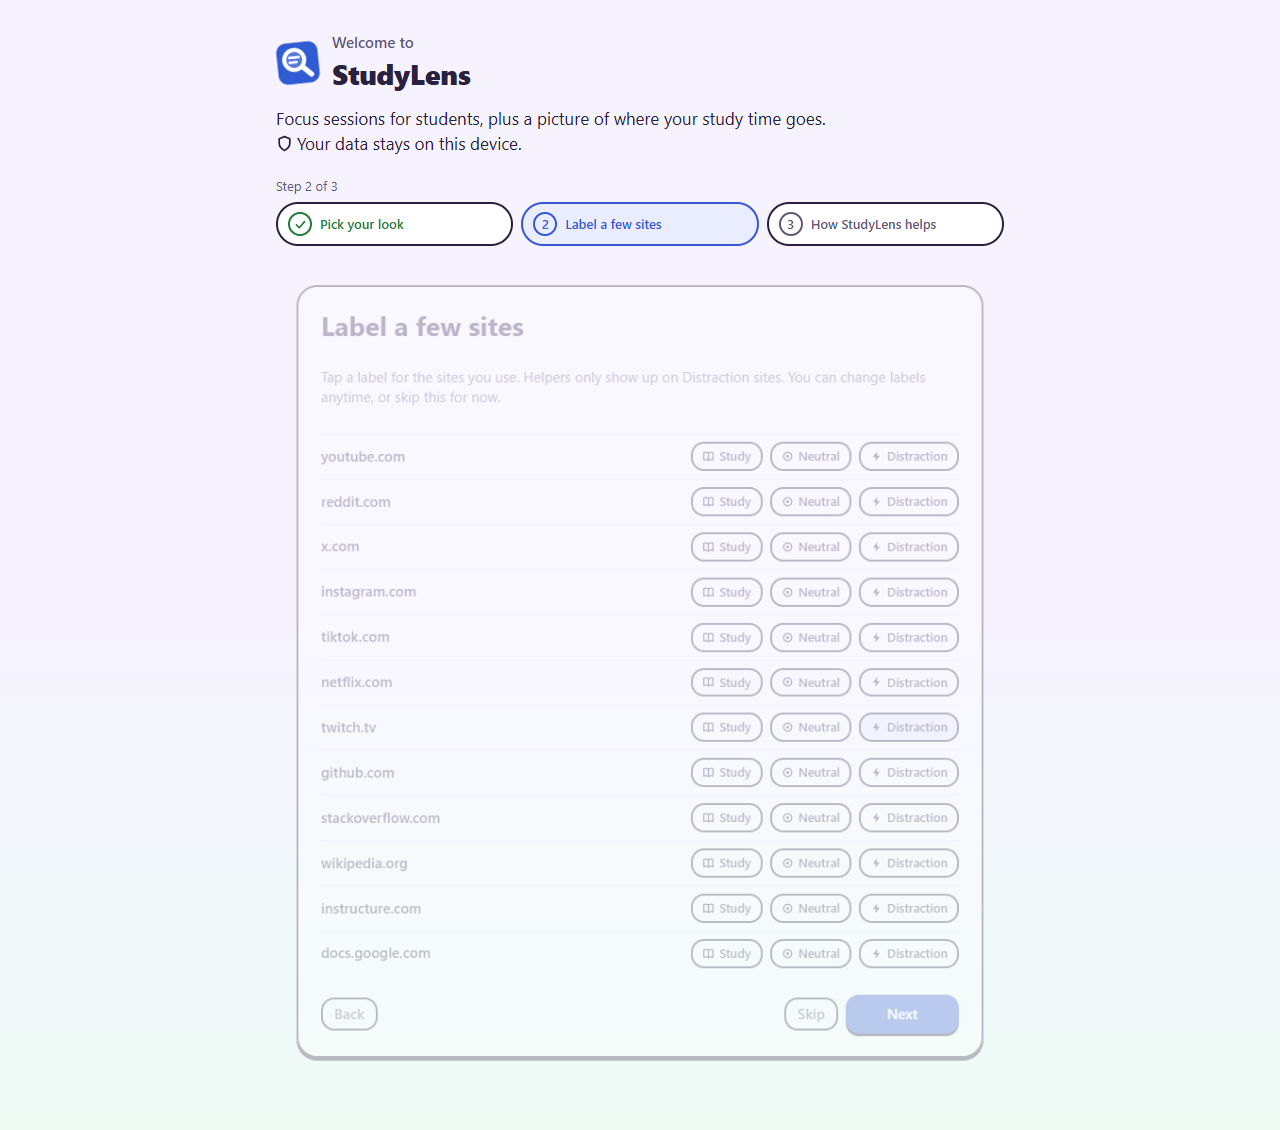 Welcome to
StudyLens
Focus sessions for students, plus a picture of where your study time goes.
Your data stays on this device.
Step 2 of 3
Pick your look
2 Label a few sites
3 How StudyLens helps
Label a few sites
Tap a label for the sites you use. Helpers only show up on Distraction sites. You can change labels
anytime, or skip this for now.
youtube.com Study Neutral Distraction
reddit.com Study Neutral Distraction
x.com Study Neutral Distraction
instagram.com Study Neutral Distraction
tiktok.com Study Neutral Distraction
netflix.com Study Neutral Distraction
twitch.tv Study Neutral Distraction
github.com Study Neutral Distraction
stackoverflow.com Study Neutral Distraction
wikipedia.org Study Neutral Distraction
instructure.com Study Neutral Distraction
docs.google.com Study Neutral Distraction
Back Skip Next